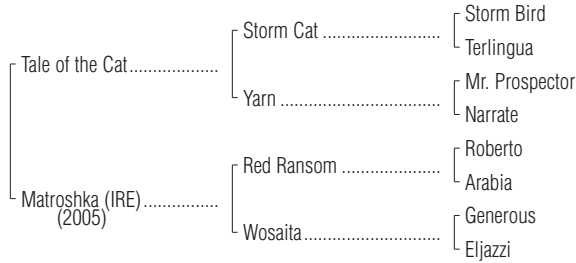 Storm Bird
Storm Cat ........................
Terlingua
Tale of the Cat..................
Mr. Prospector
Yarn ................................
Narrate
Roberto
Red Ransom ....................
Arabia
Matroshka (IRE)...............
(2005)
Generous
Wosaita...........................
Eljazzi